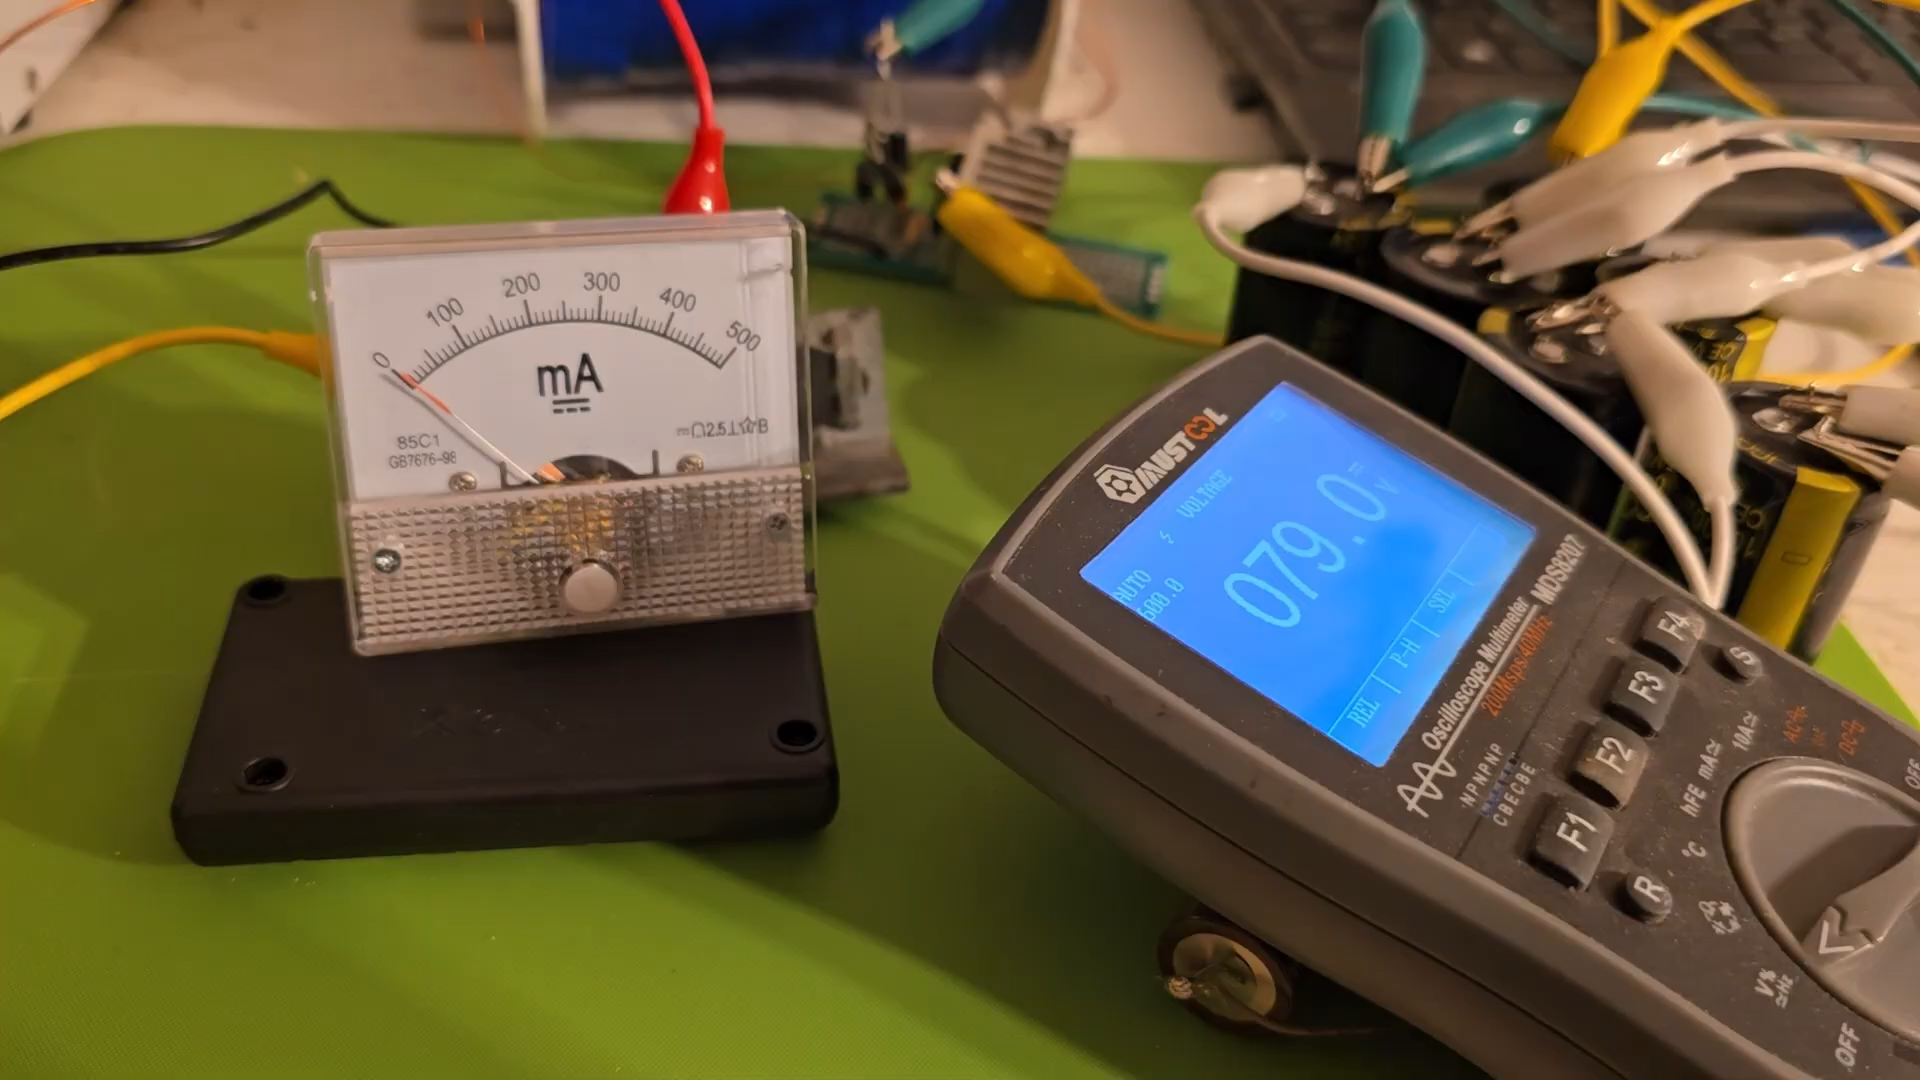 0
100
200
300
400
500
mA
85C1
GB7676-98
2.5
B
MUSTOOL
VOLTAGE
AUTO
600.0
079.0
V
REL | P-H | SEL
Oscilloscope Multimeter MDS8207
200Msps/40MHz
NPNPNP
CBECBE
F1
F2
F3
F4
S
R
10A
mA
hFE
°C
V%
Hz
OFF
OFF